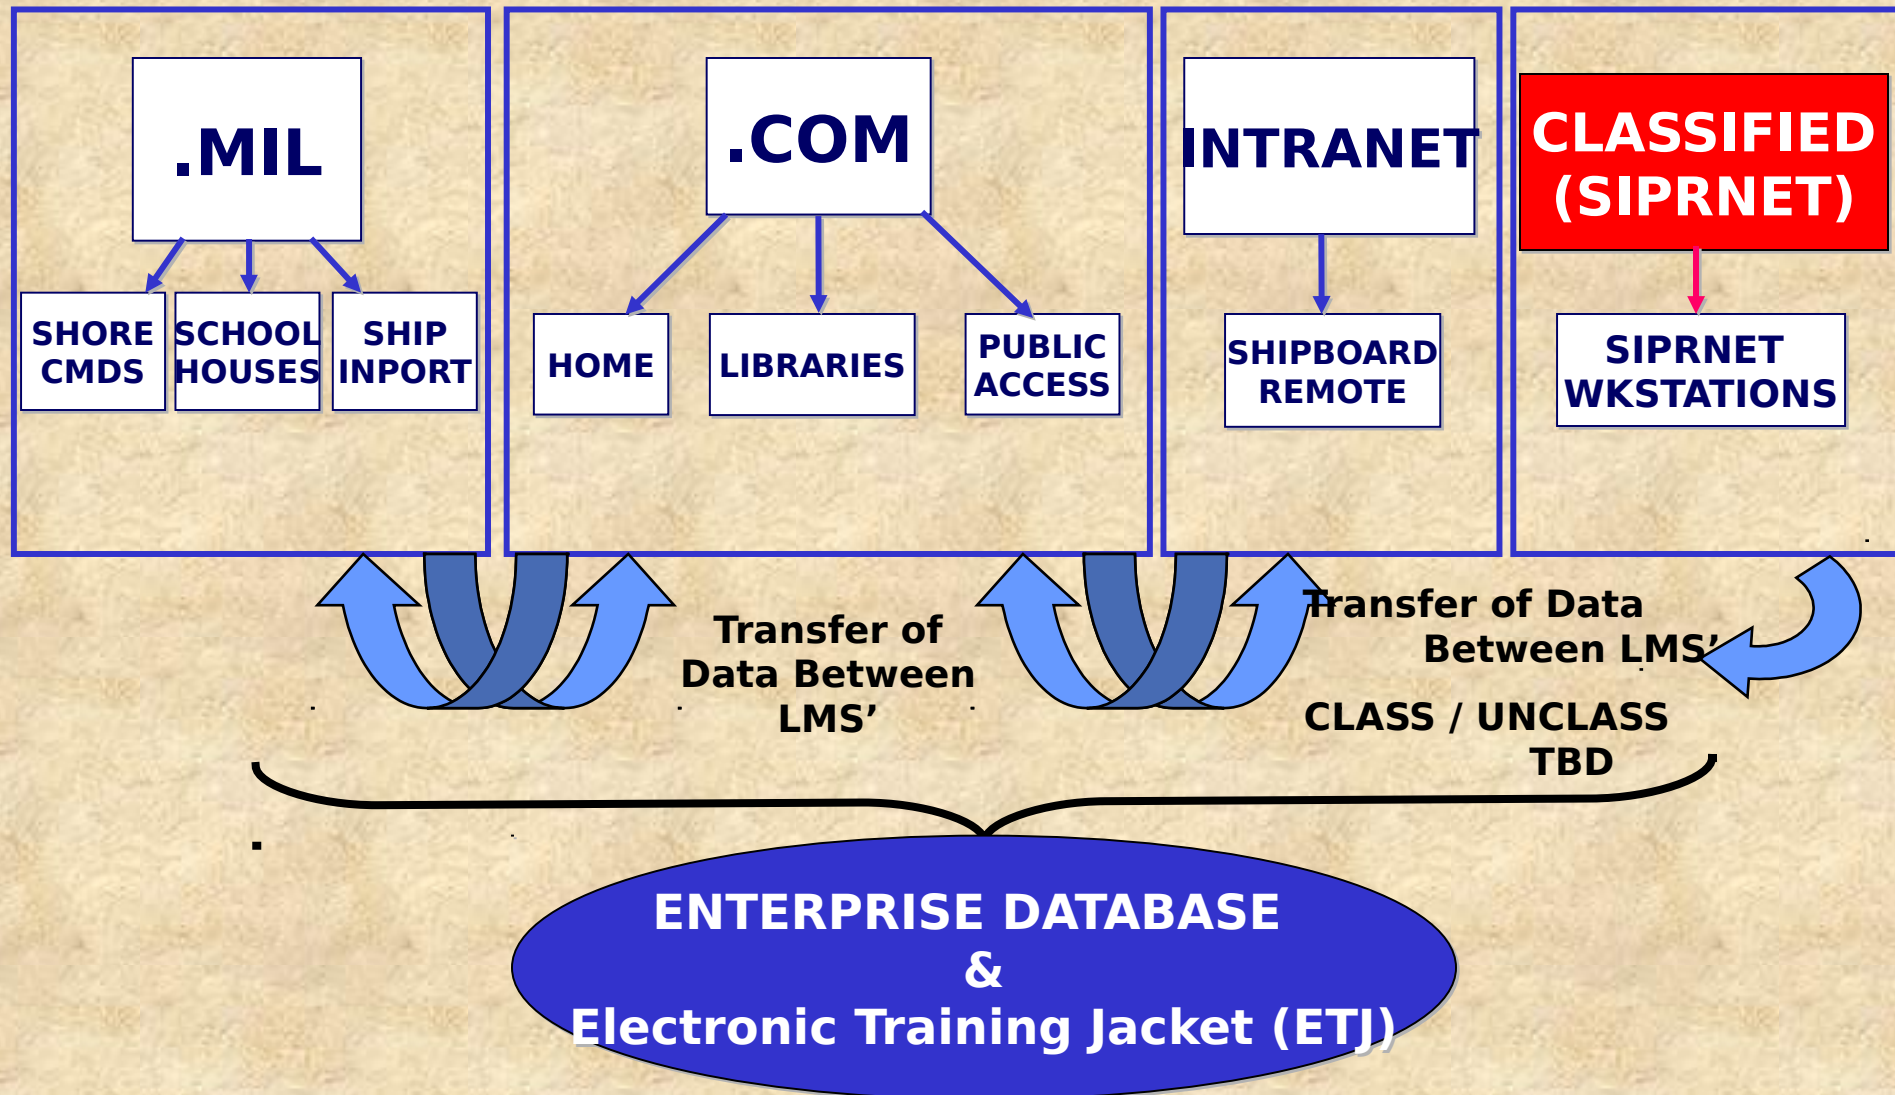 .MIL
SHORE
CMDS
SCHOOL
HOUSES
SHIP
INPORT
.COM
HOME
LIBRARIES
PUBLIC
ACCESS
INTRANET
SHIPBOARD
REMOTE
CLASSIFIED
(SIPRNET)
SIPRNET
WKSTATIONS
Transfer of
Data Between
LMS’
Transfer of Data
Between LMS’
CLASS / UNCLASS
TBD
ENTERPRISE DATABASE
&
Electronic Training Jacket (ETJ)